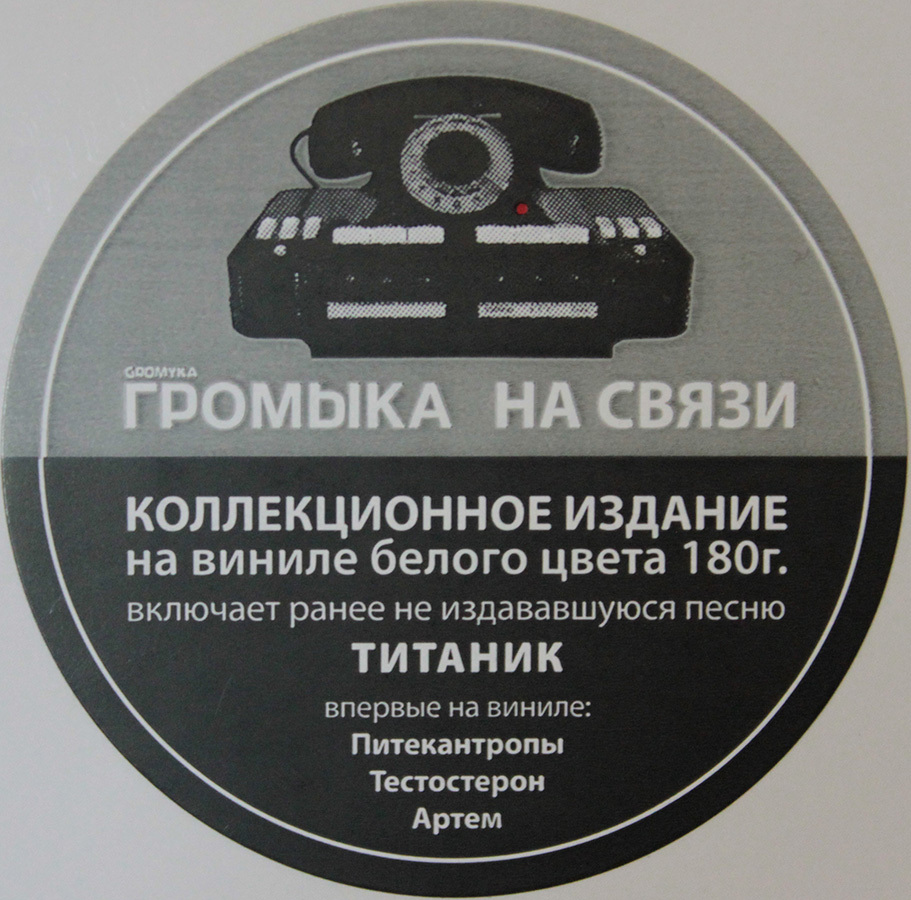 GROMYKA
ГРОМЫКА НА СВЯЗИ
КОЛЛЕКЦИОННОЕ ИЗДАНИЕ
на виниле белого цвета 180г.
включает ранее не издававшуюся песню
ТИТАНИК
впервые на виниле:
Питекантропы
Тестостерон
Артем